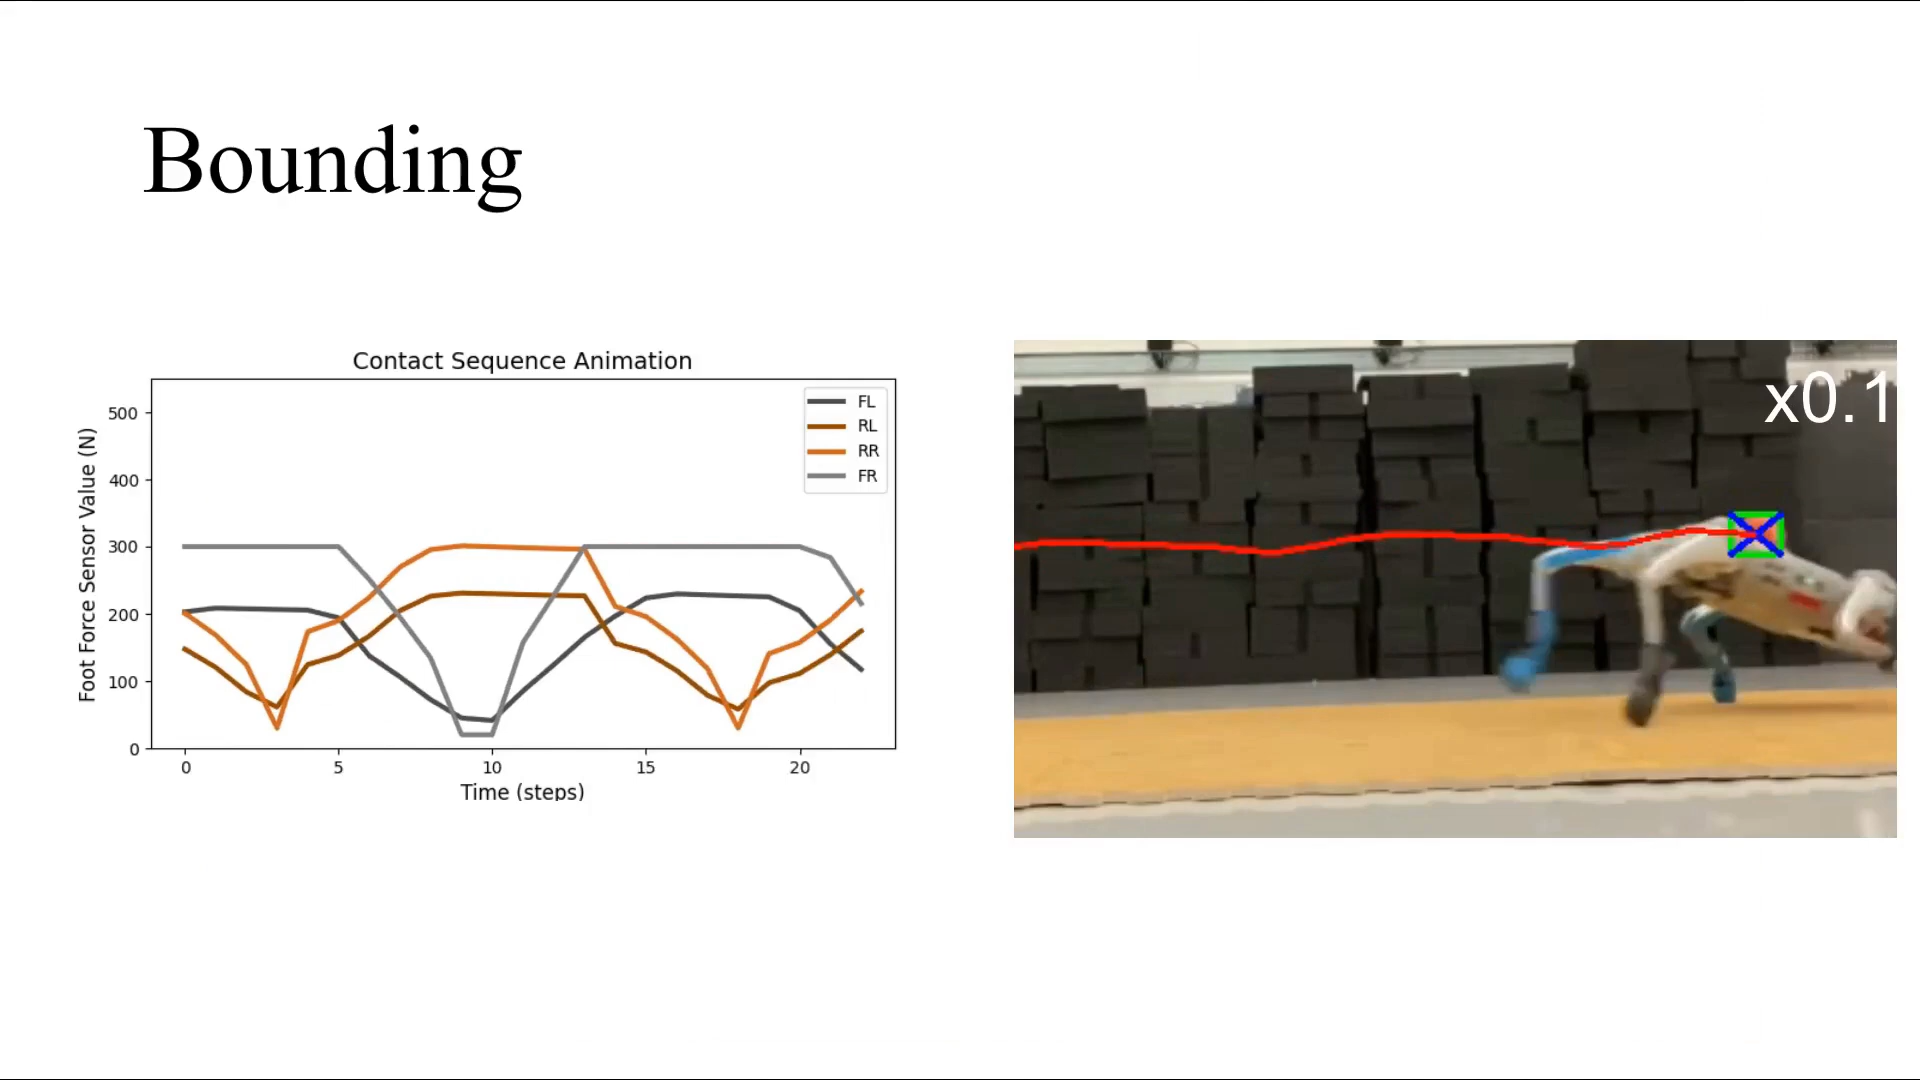 Bounding
Contact Sequence Animation
FL
RL
RR
FR
Foot Force Sensor Value (N)
500
400
300
200
100
0
0 5 10 15 20
Time (steps)
x0.1